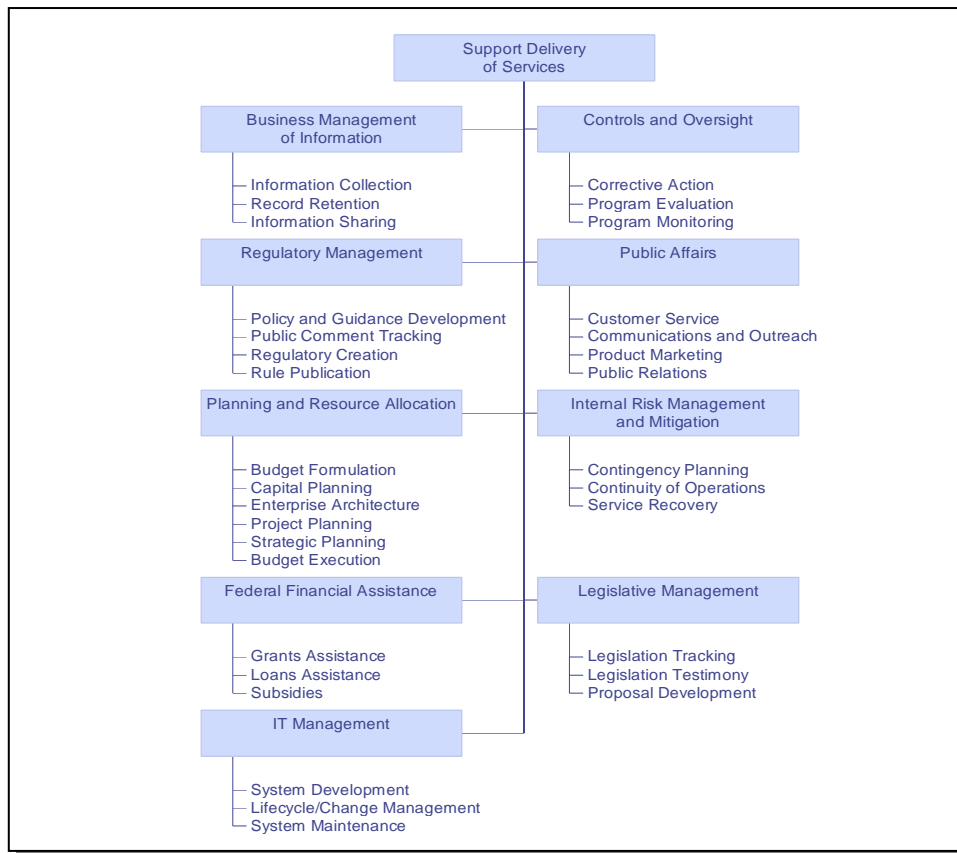 Support Delivery
of Services
Business Management
of Information
Information Collection
Record Retention
Information Sharing
Controls and Oversight
Corrective Action
Program Evaluation
Program Monitoring
Regulatory Management
Policy and Guidance Development
Public Comment Tracking
Regulatory Creation
Rule Publication
Public Affairs
Customer Service
Communications and Outreach
Product Marketing
Public Relations
Planning and Resource Allocation
Budget Formulation
Capital Planning
Enterprise Architecture
Project Planning
Strategic Planning
Budget Execution
Internal Risk Management
and Mitigation
Contingency Planning
Continuity of Operations
Service Recovery
Federal Financial Assistance
Grants Assistance
Loans Assistance
Subsidies
Legislative Management
Legislation Tracking
Legislation Testimony
Proposal Development
IT Management
System Development
Lifecycle/Change Management
System Maintenance